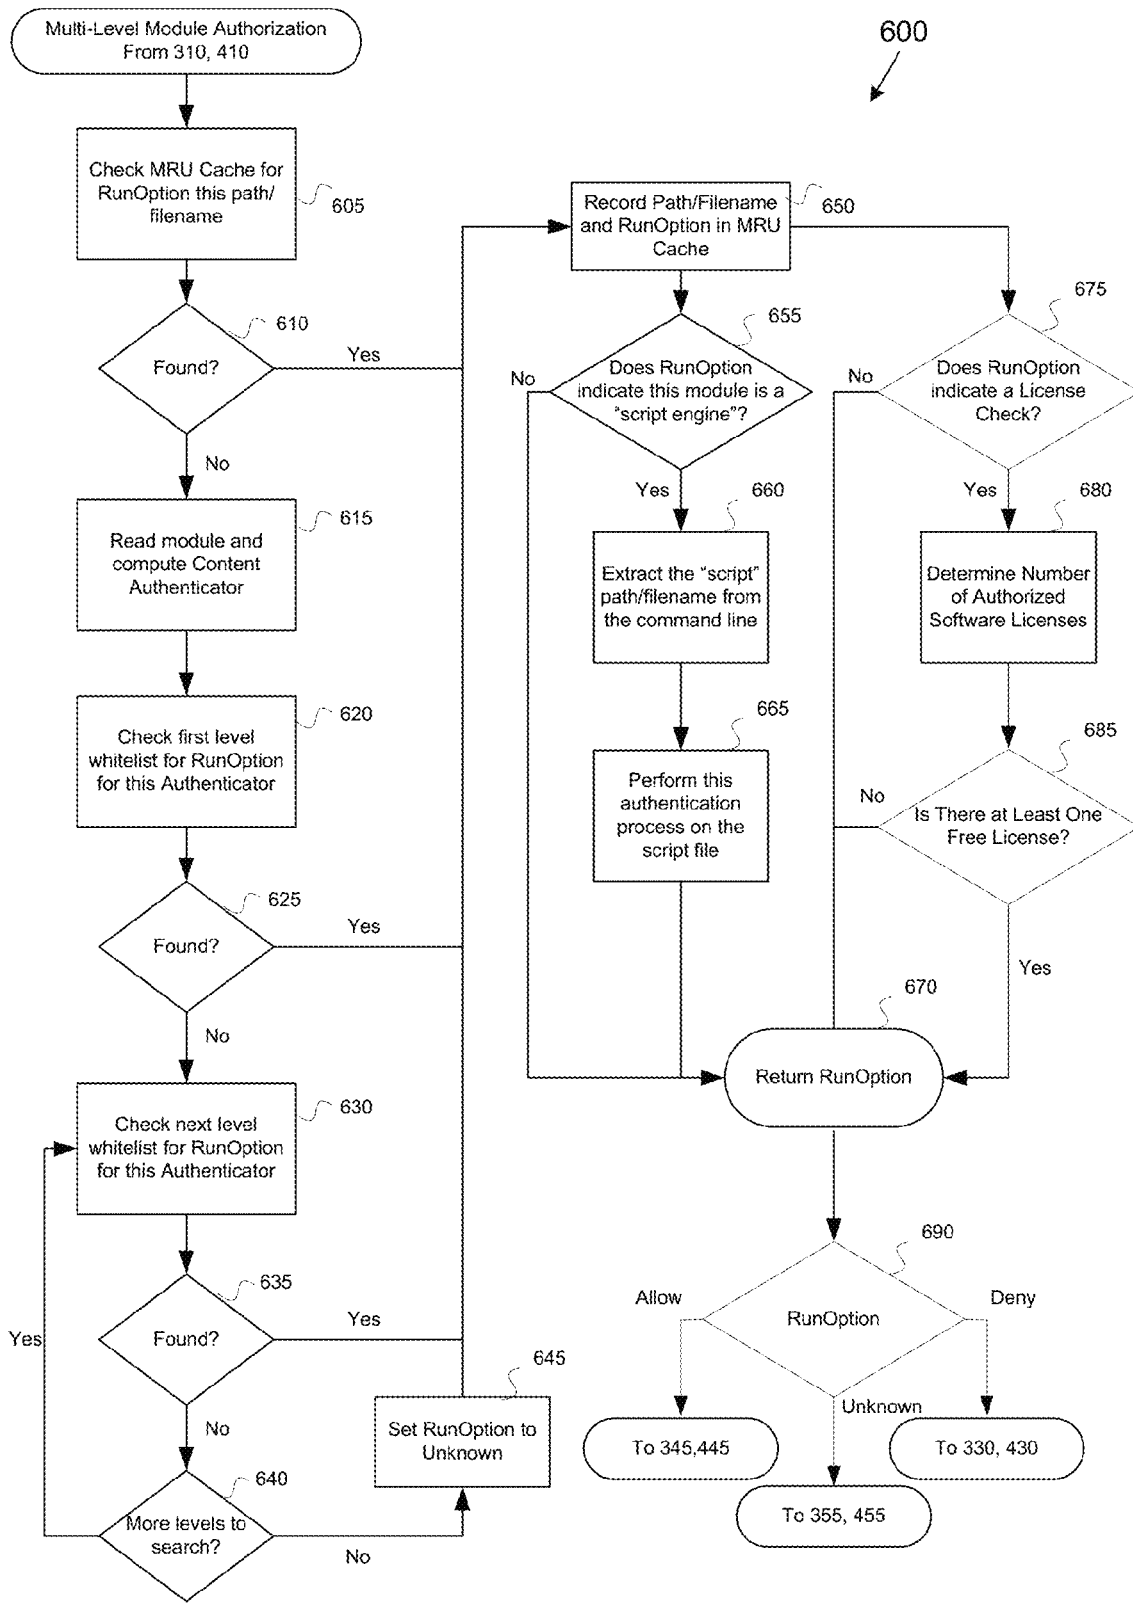 Multi-Level Module Authorization
From 310, 410
600
Check MRU Cache for
RunOption this path/
filename
605
610
Found?
Yes
No
615
Read module and
compute Content
Authenticator
620
Check first level
whitelist for RunOption
for this Authenticator
625
Found?
Yes
No
630
Check next level
whitelist for RunOption
for this Authenticator
635
Found?
Yes
Yes
No
640
More levels to
search?
No
645
Set RunOption to
Unknown
650
Record Path/Filename
and RunOption in MRU
Cache
655
Does RunOption
indicate this module is a
“script engine”?
No
Yes
660
Extract the “script”
path/filename from
the command line
665
Perform this
authentication
process on the
script file
675
Does RunOption
indicate a License
Check?
No
Yes
680
Determine Number
of Authorized
Software Licenses
685
Is There at Least One
Free License?
No
Yes
670
Return RunOption
690
RunOption
Allow
Deny
Unknown
To 345,445
To 330, 430
To 355, 455